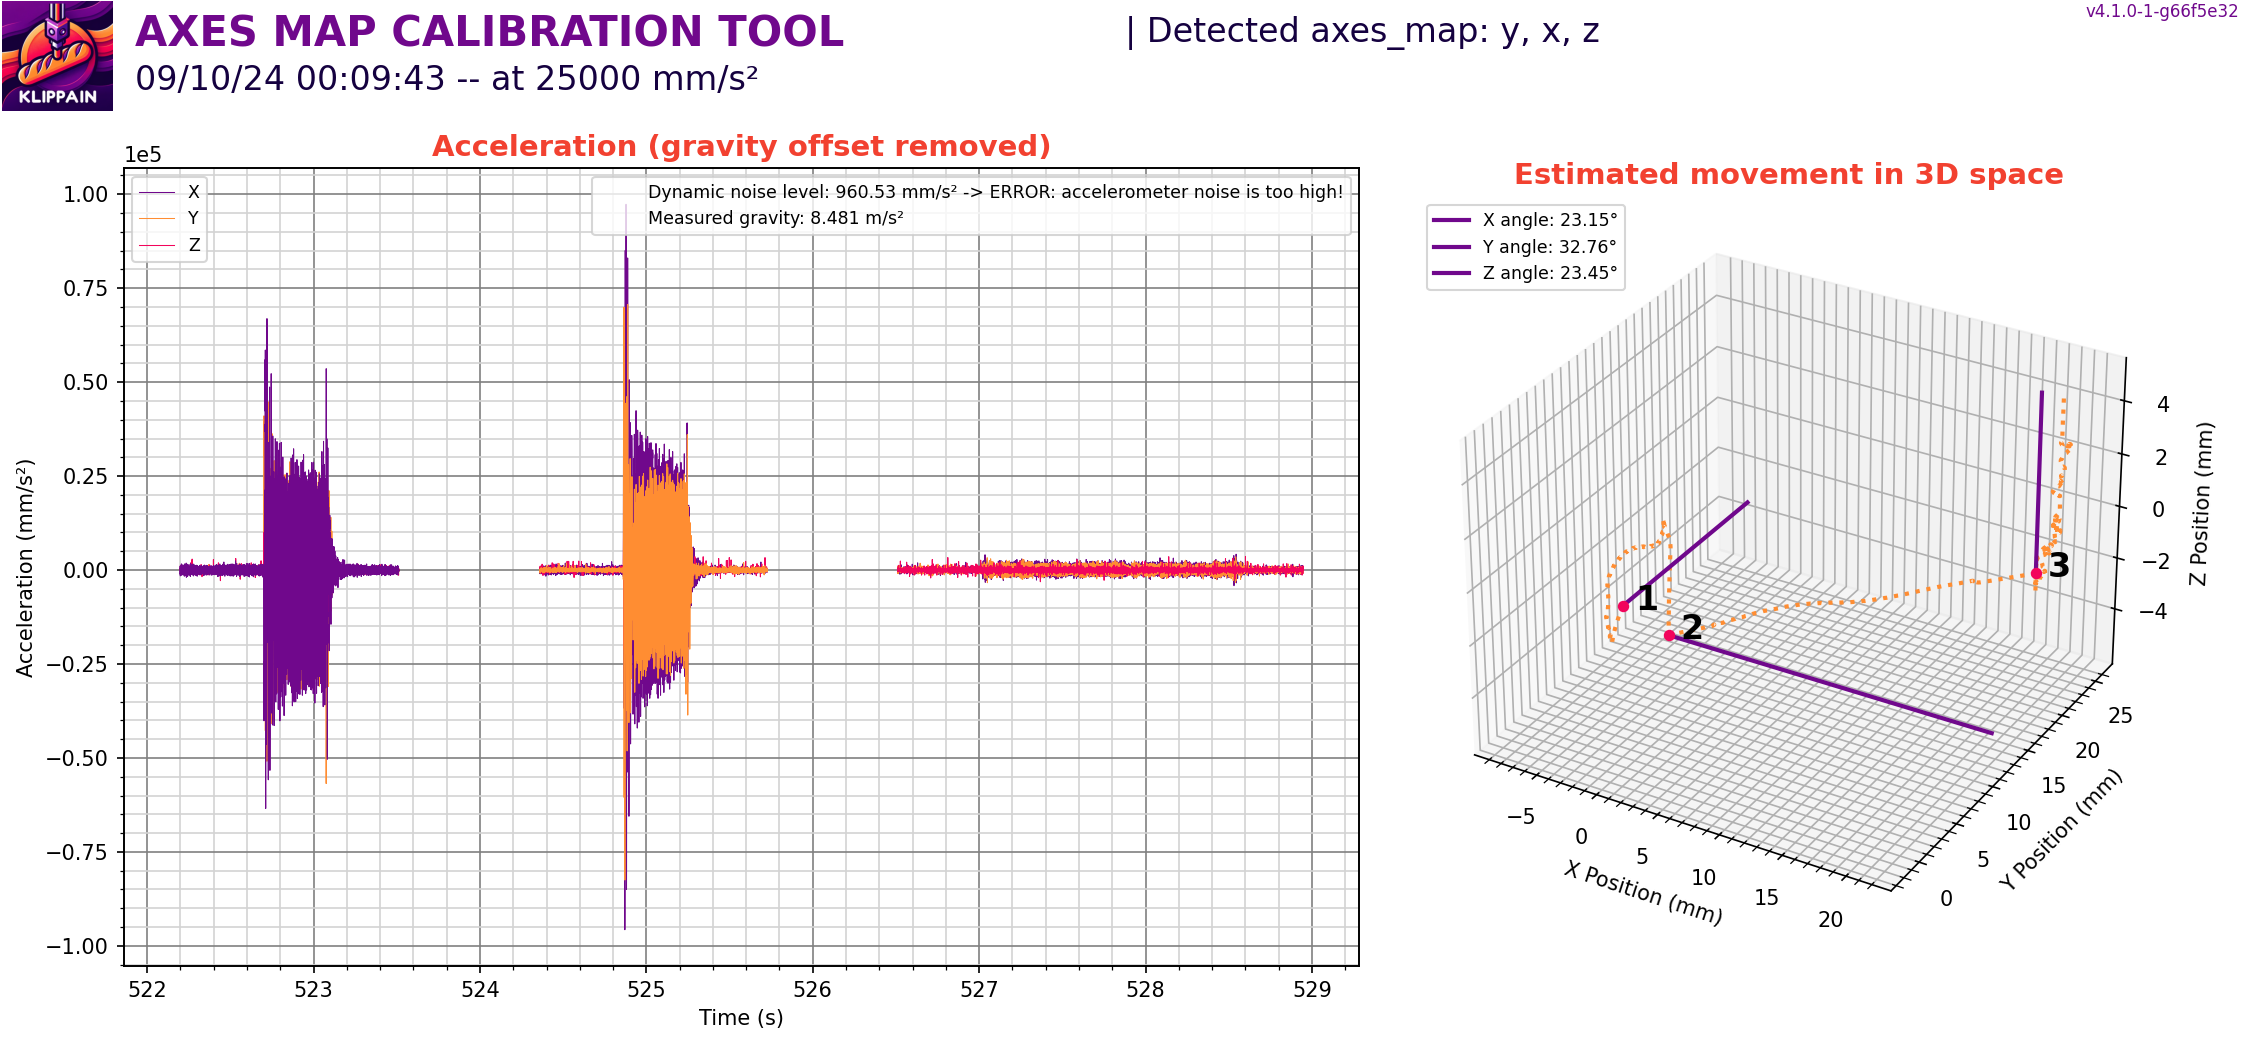 AXES MAP CALIBRATION TOOL
| Detected axes_map: y, x, z
v4.1.0-1-g66f5e32
09/10/24 00:09:43 -- at 25000 mm/s²
KLIPPAIN
Acceleration (gravity offset removed)
1e5
X
Y
Z
Dynamic noise level: 960.53 mm/s² -> ERROR: accelerometer noise is too high!
Measured gravity: 8.481 m/s²
1.00
0.75
0.50
0.25
0.00
−0.25
−0.50
−0.75
−1.00
Acceleration (mm/s²)
522
523
524
525
526
527
528
529
Time (s)
Estimated movement in 3D space
X angle: 23.15°
Y angle: 32.76°
Z angle: 23.45°
1
2
3
4
2
0
−2
−4
Z Position (mm)
25
20
15
10
5
0
Y Position (mm)
−5
0
5
10
15
20
X Position (mm)